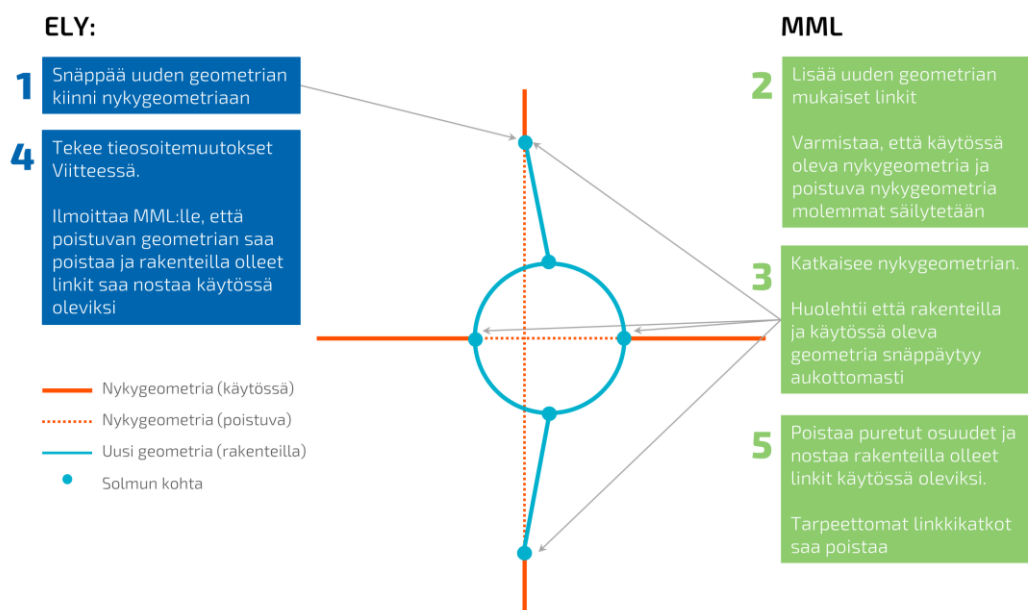 ELY:
1
Snäppää uuden geometrian
kiinni nykygeometriaan
4
Tekee tieosoitemuutokset
Viitteessä.
Ilmoittaa MML:lle, että
poistuvan geometrian saa
poistaa ja rakenteilla olleet
linkit saa nostaa käytössä
oleviksi
Nykygeometria (käytössä)
Nykygeometria (poistuva)
Uusi geometria (rakenteilla)
Solmun kohta
MML
2
Lisää uuden geometrian
mukaiset linkit
Varmistaa, että käytössä
oleva nykygeometria ja
poistuva nykygeometria
molemmat säilytetään
3
Katkaisee nykygeometrian.
Huolehtii että rakenteilla
ja käytössä oleva
geometria snäppäytyy
aukottomasti
5
Poistaa puretut osuudet ja
nostaa rakenteilla olleet
linkit käytössä oleviksi.
Tarpeettomat linkkikatkot
saa poistaa